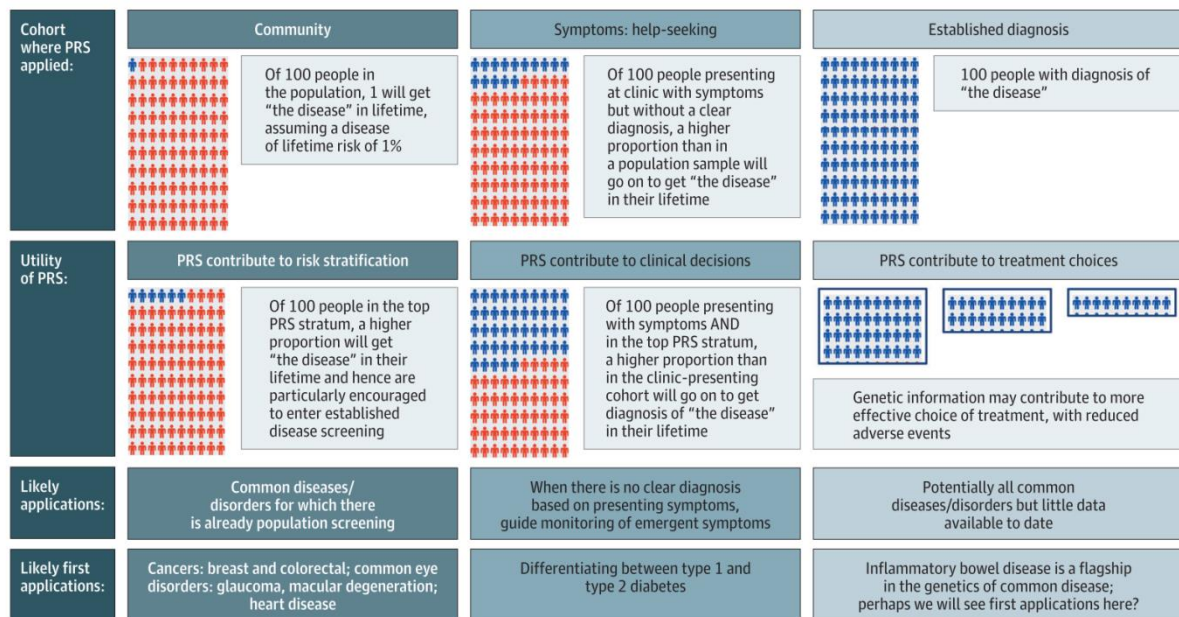 Cohort
where PRS
applied:
Community
Of 100 people in
the population, 1 will get
“the disease” in lifetime,
assuming a disease
of lifetime risk of 1%
Symptoms: help-seeking
Of 100 people presenting
at clinic with symptoms
but without a clear
diagnosis, a higher
proportion than in
a population sample will
go on to get “the disease”
in their lifetime
Established diagnosis
100 people with diagnosis of
“the disease”
Utility
of PRS:
PRS contribute to risk stratification
Of 100 people in the top
PRS stratum, a higher
proportion will get
“the disease” in their
lifetime and hence are
particularly encouraged
to enter established
disease screening
PRS contribute to clinical decisions
Of 100 people presenting
with symptoms AND
in the top PRS stratum,
a higher proportion than
in the clinic-presenting
cohort will go on to get
diagnosis of “the disease”
in their lifetime
PRS contribute to treatment choices
Genetic information may contribute to more
effective choice of treatment, with reduced
adverse events
Likely
applications:
Common diseases/
disorders for which there
is already population screening
When there is no clear diagnosis
based on presenting symptoms,
guide monitoring of emergent symptoms
Potentially all common
diseases/disorders but little data
available to date
Likely first
applications:
Cancers: breast and colorectal; common eye
disorders: glaucoma, macular degeneration;
heart disease
Differentiating between type 1 and
type 2 diabetes
Inflammatory bowel disease is a flagship
in the genetics of common disease;
perhaps we will see first applications here?